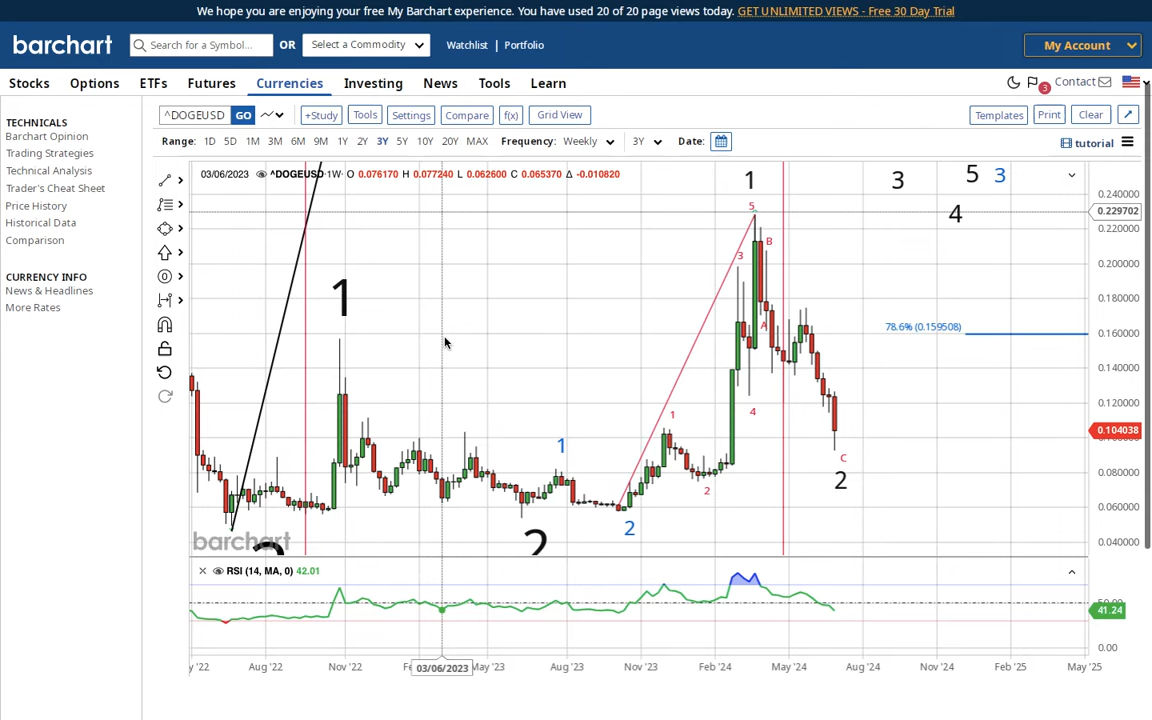 We hope you are enjoying your free My Barchart experience. You have used 20 of 20 page views today. GET UNLIMITED VIEWS - Free 30 Day Trial
barchart Search for a Symbol... OR Select a Commodity Watchlist | Portfolio My Account
Stocks Options ETFs Futures Currencies Investing News Tools Learn 3 Contact
TECHNICALS
Barchart Opinion
Trading Strategies
Technical Analysis
Trader's Cheat Sheet
Price History
Historical Data
Comparison
CURRENCY INFO
News & Headlines
More Rates
^DOGEUSD GO +Study Tools Settings Compare f(x) Grid View Templates Print Clear
Range: 1D 5D 1M 3M 6M 9M 1Y 2Y 3Y 5Y 10Y 20Y MAX Frequency: Weekly 3Y Date: tutorial
03/06/2023 ^DOGEUSD·1W· O 0.076170 H 0.077240 L 0.062600 C 0.065370 Δ -0.010820
1 3 5 3
4
5
B
3
1
A
4
1
1
2
C
2
2
2
78.6% (0.159508)
0.240000
0.229702
0.220000
0.200000
0.180000
0.160000
0.140000
0.120000
0.104038
0.080000
0.060000
0.040000
barchart
RSI (14, MA, 0) 42.01
41.24
0.00
Aug '22 Nov '22 03/06/2023 May '23 Aug '23 Nov '23 Feb '24 May '24 Aug '24 Nov '24 Feb '25 May '25